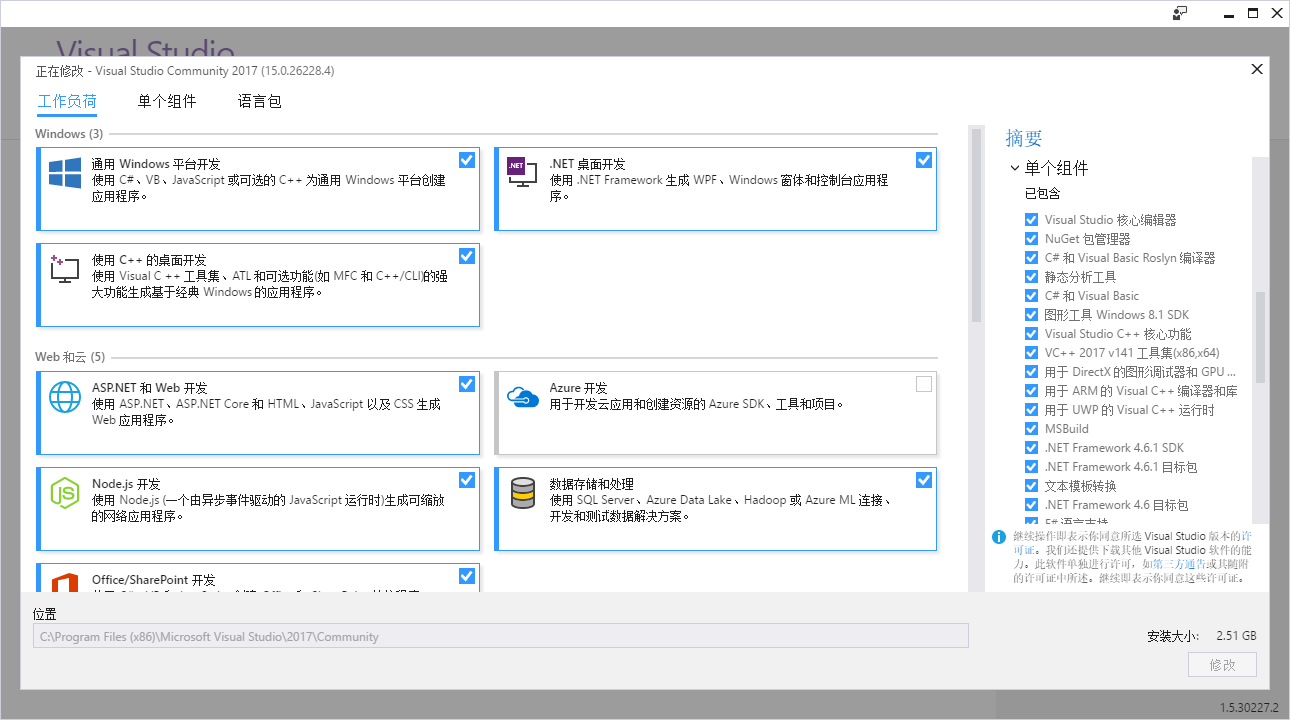 Visual Studio
正在修改 - Visual Studio Community 2017 (15.0.26228.4)
工作负荷 单个组件 语言包
Windows (3)
通用 Windows 平台开发
使用 C#、VB、JavaScript 或可选的 C++ 为通用 Windows 平台创建
应用程序。
.NET
.NET 桌面开发
使用 .NET Framework 生成 WPF、Windows 窗体和控制台应用程
序。
使用 C++ 的桌面开发
使用 Visual C ++ 工具集、ATL 和可选功能(如 MFC 和 C++/CLI)的强
大功能生成基于经典 Windows 的应用程序。
Web 和云 (5)
ASP.NET 和 Web 开发
使用 ASP.NET、ASP.NET Core 和 HTML、JavaScript 以及 CSS 生成
Web 应用程序。
Azure 开发
用于开发云应用和创建资源的 Azure SDK、工具和项目。
Node.js 开发
使用 Node.js (一个由异步事件驱动的 JavaScript 运行时)生成可缩放
的网络应用程序。
数据存储和处理
使用 SQL Server、Azure Data Lake、Hadoop 或 Azure ML 连接、
开发和测试数据解决方案。
Office/SharePoint 开发
摘要
单个组件
已包含
Visual Studio 核心编辑器
NuGet 包管理器
C# 和 Visual Basic Roslyn 编译器
静态分析工具
C# 和 Visual Basic
图形工具 Windows 8.1 SDK
Visual Studio C++ 核心功能
VC++ 2017 v141 工具集(x86,x64)
用于 DirectX 的图形调试器和 GPU ...
用于 ARM 的 Visual C++ 编译器和库
用于 UWP 的 Visual C++ 运行时
MSBuild
.NET Framework 4.6.1 SDK
.NET Framework 4.6.1 目标包
文本模板转换
.NET Framework 4.6 目标包
F# 语言支持
继续操作即表示你同意所选 Visual Studio 版本的许
可证。我们还提供下载其他 Visual Studio 软件的能
力。此软件单独进行许可，如第三方通告或其随附
的许可证中所述。继续即表示你同意这些许可证。
位置
C:\Program Files (x86)\Microsoft Visual Studio\2017\Community
安装大小: 2.51 GB
修改
1.5.30227.2